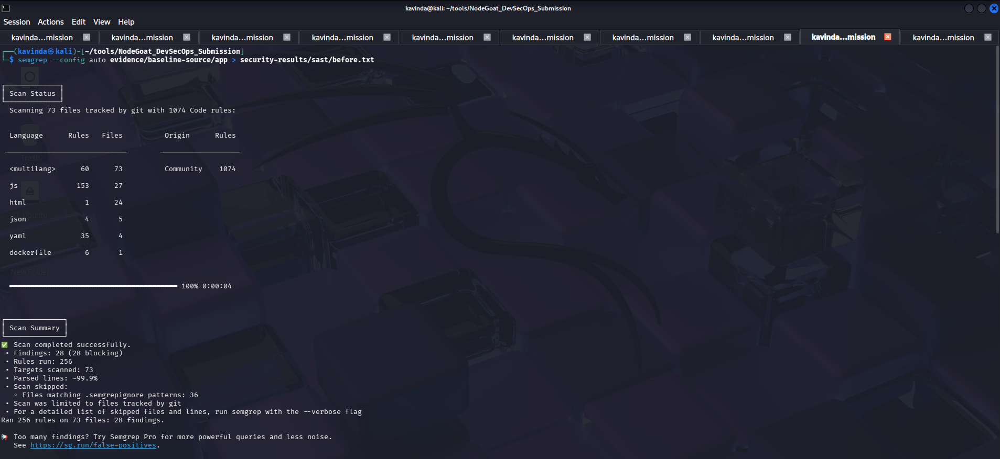 kavinda@kali: ~/tools/NodeGoat_DevSecOps_Submission
Session Actions Edit View Help
kavinda...mission kavinda...mission kavinda...mission kavinda...mission kavinda...mission kavinda...mission kavinda...mission kavinda...mission kavinda...mission kavinda...mission
┌──(kavinda㉿kali)-[~/tools/NodeGoat_DevSecOps_Submission]
└─$ semgrep --config auto evidence/baseline-source/app > security-results/sast/before.txt
Scan Status
Scanning 73 files tracked by git with 1074 Code rules:
Language Rules Files Origin Rules
<multilang> 60 73 Community 1074
js 153 27
html 1 24
json 4 5
yaml 35 4
dockerfile 6 1
100% 0:00:04
Scan Summary
✅ Scan completed successfully.
• Findings: 28 (28 blocking)
• Rules run: 256
• Targets scanned: 73
• Parsed lines: ~99.9%
• Scan skipped:
◦ Files matching .semgrepignore patterns: 36
• Scan was limited to files tracked by git
• For a detailed list of skipped files and lines, run semgrep with the --verbose flag
Ran 256 rules on 73 files: 28 findings.
📢 Too many findings? Try Semgrep Pro for more powerful queries and less noise.
See https://sg.run/false-positives.
Trash
Ubuntu
New Folder